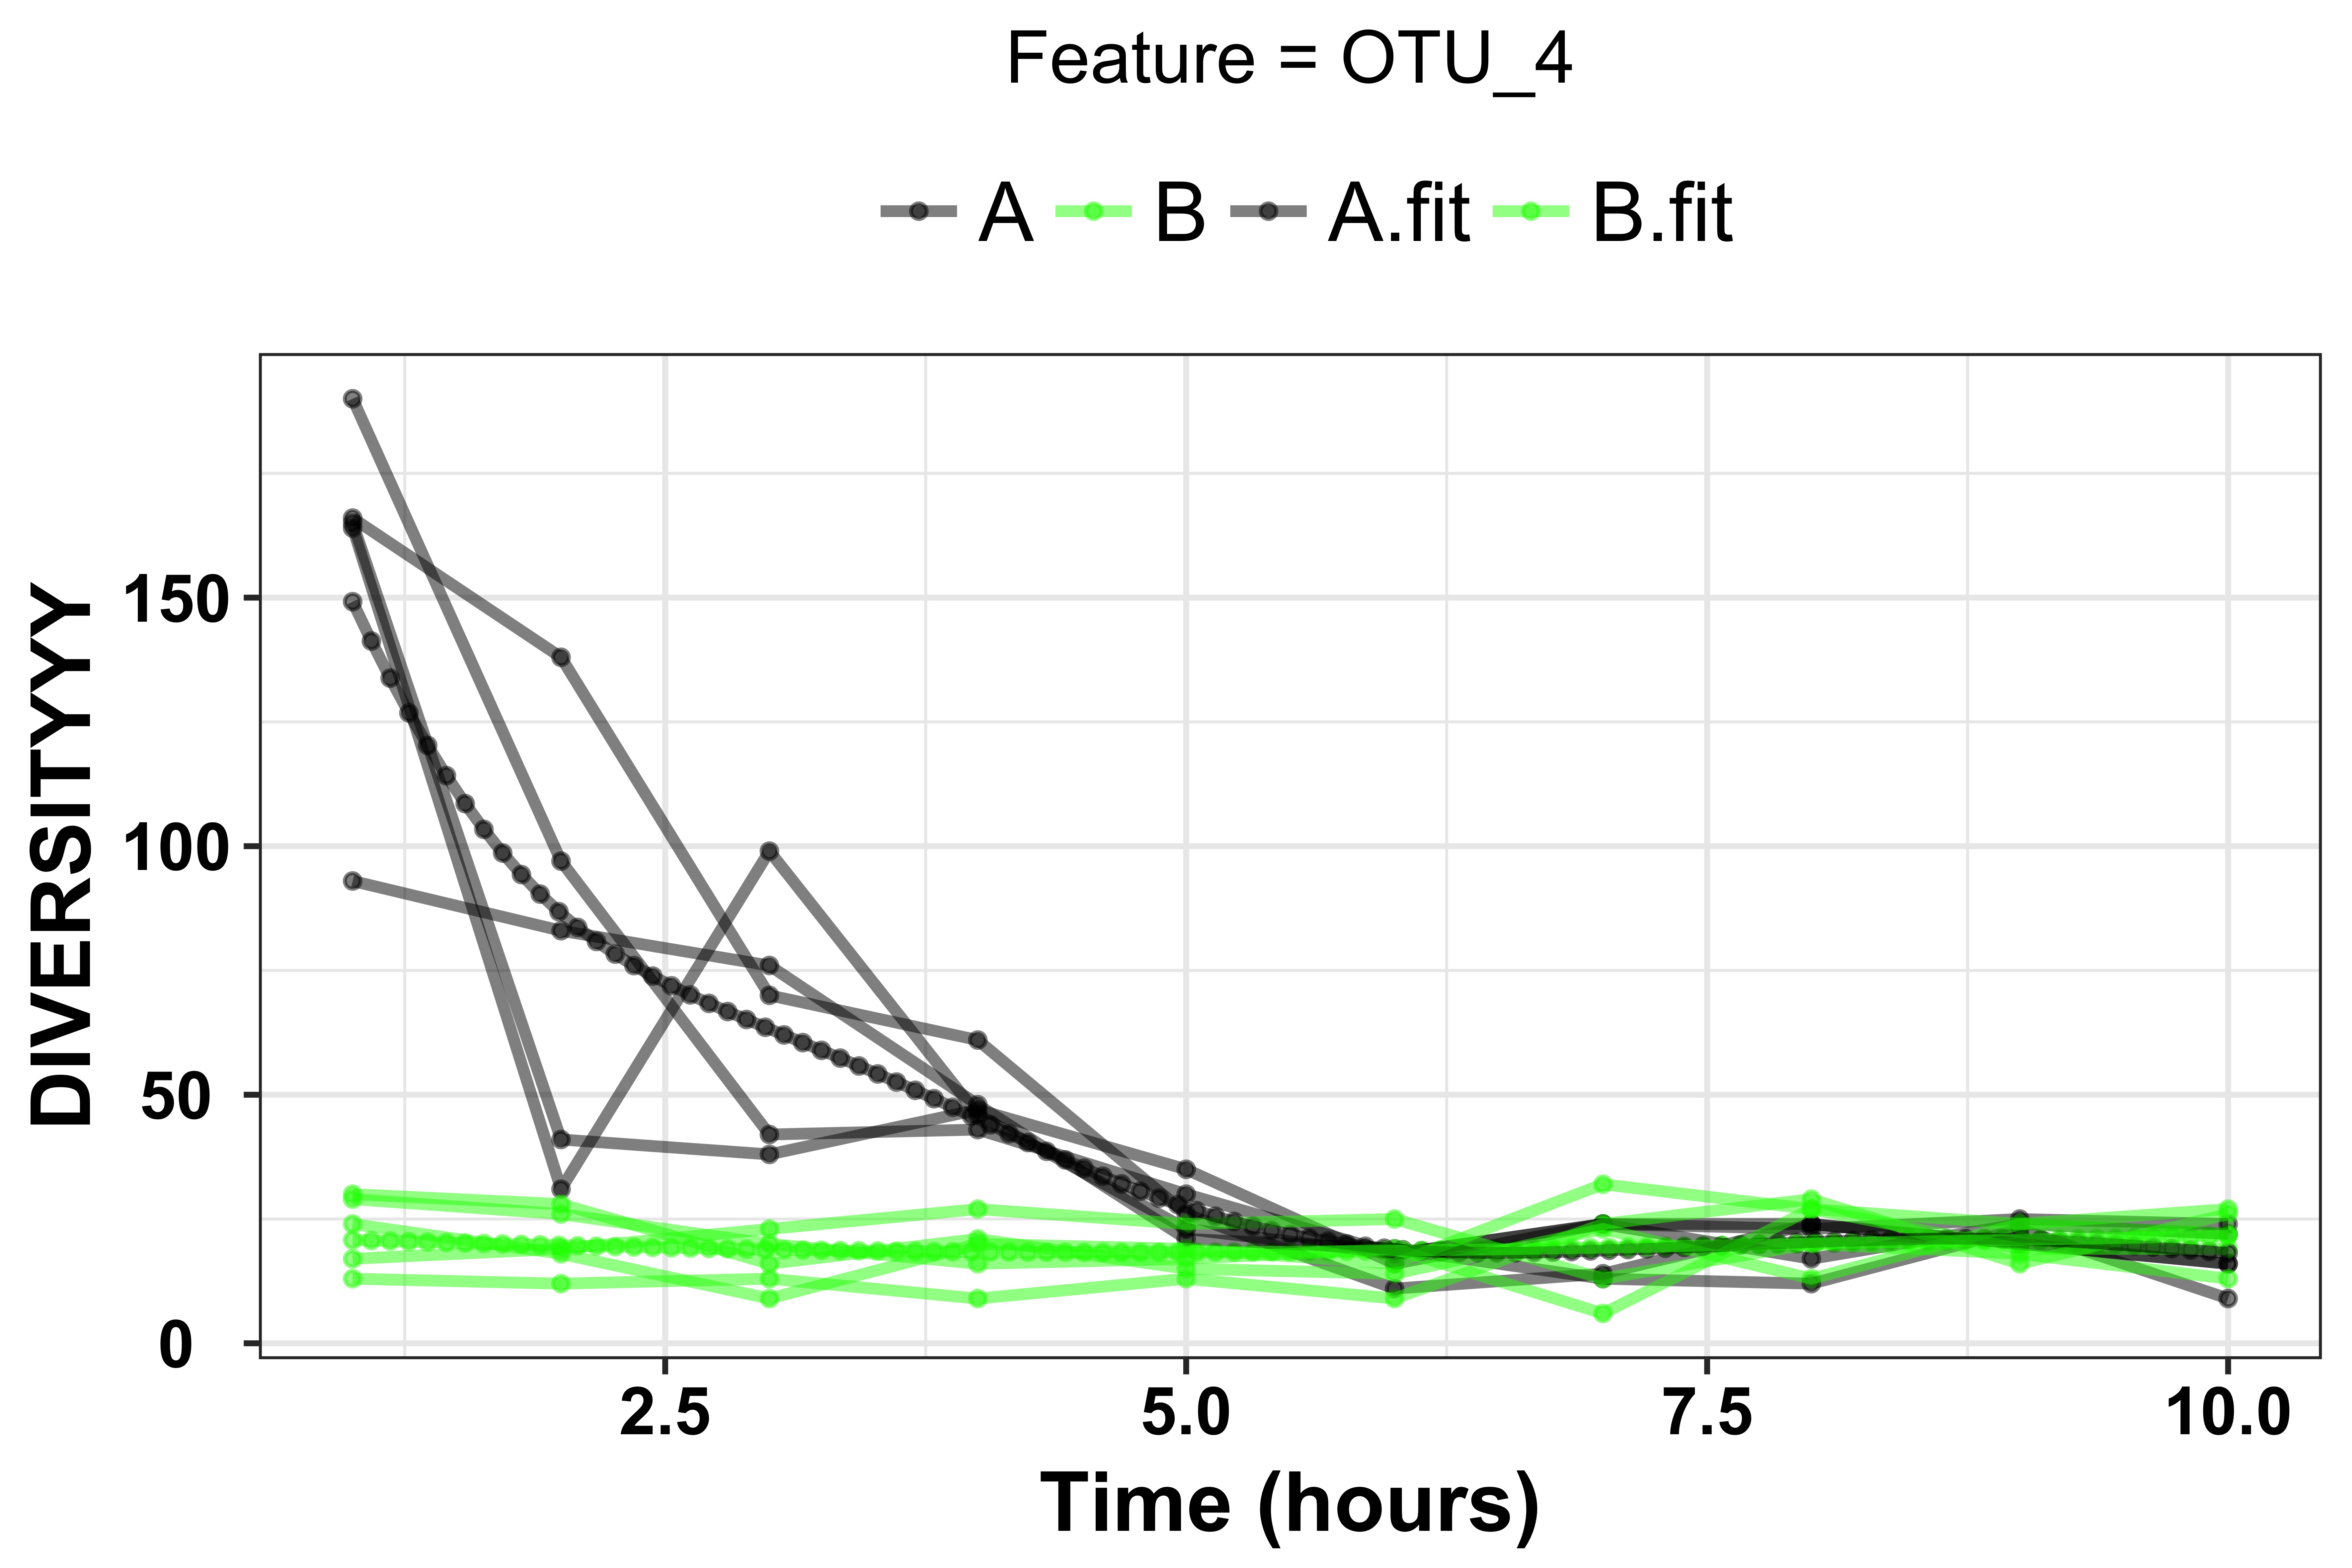 Feature = OTU_4
A B A.fit B.fit
DIVERSITYYY
150
100
50
0
2.5 5.0 7.5 10.0
Time (hours)